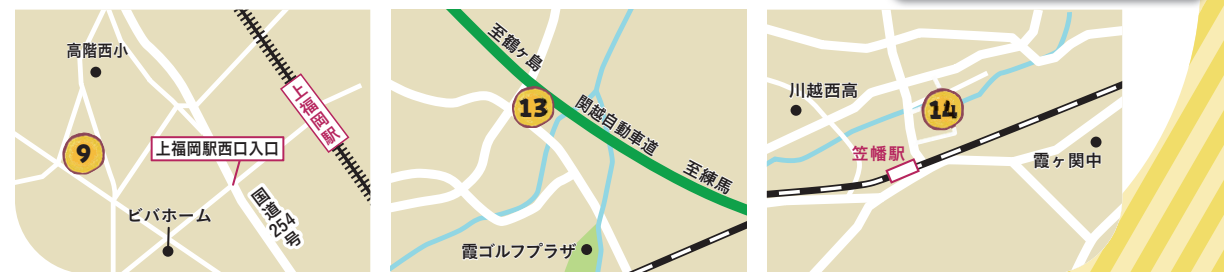 高階西小
9
上福岡駅
上福岡駅西口入口
国道254号
ビバホーム
至鶴ヶ島
13
関越自動車道
至練馬
霞ゴルフプラザ
川越西高
14
笠幡駅
霞ヶ関中